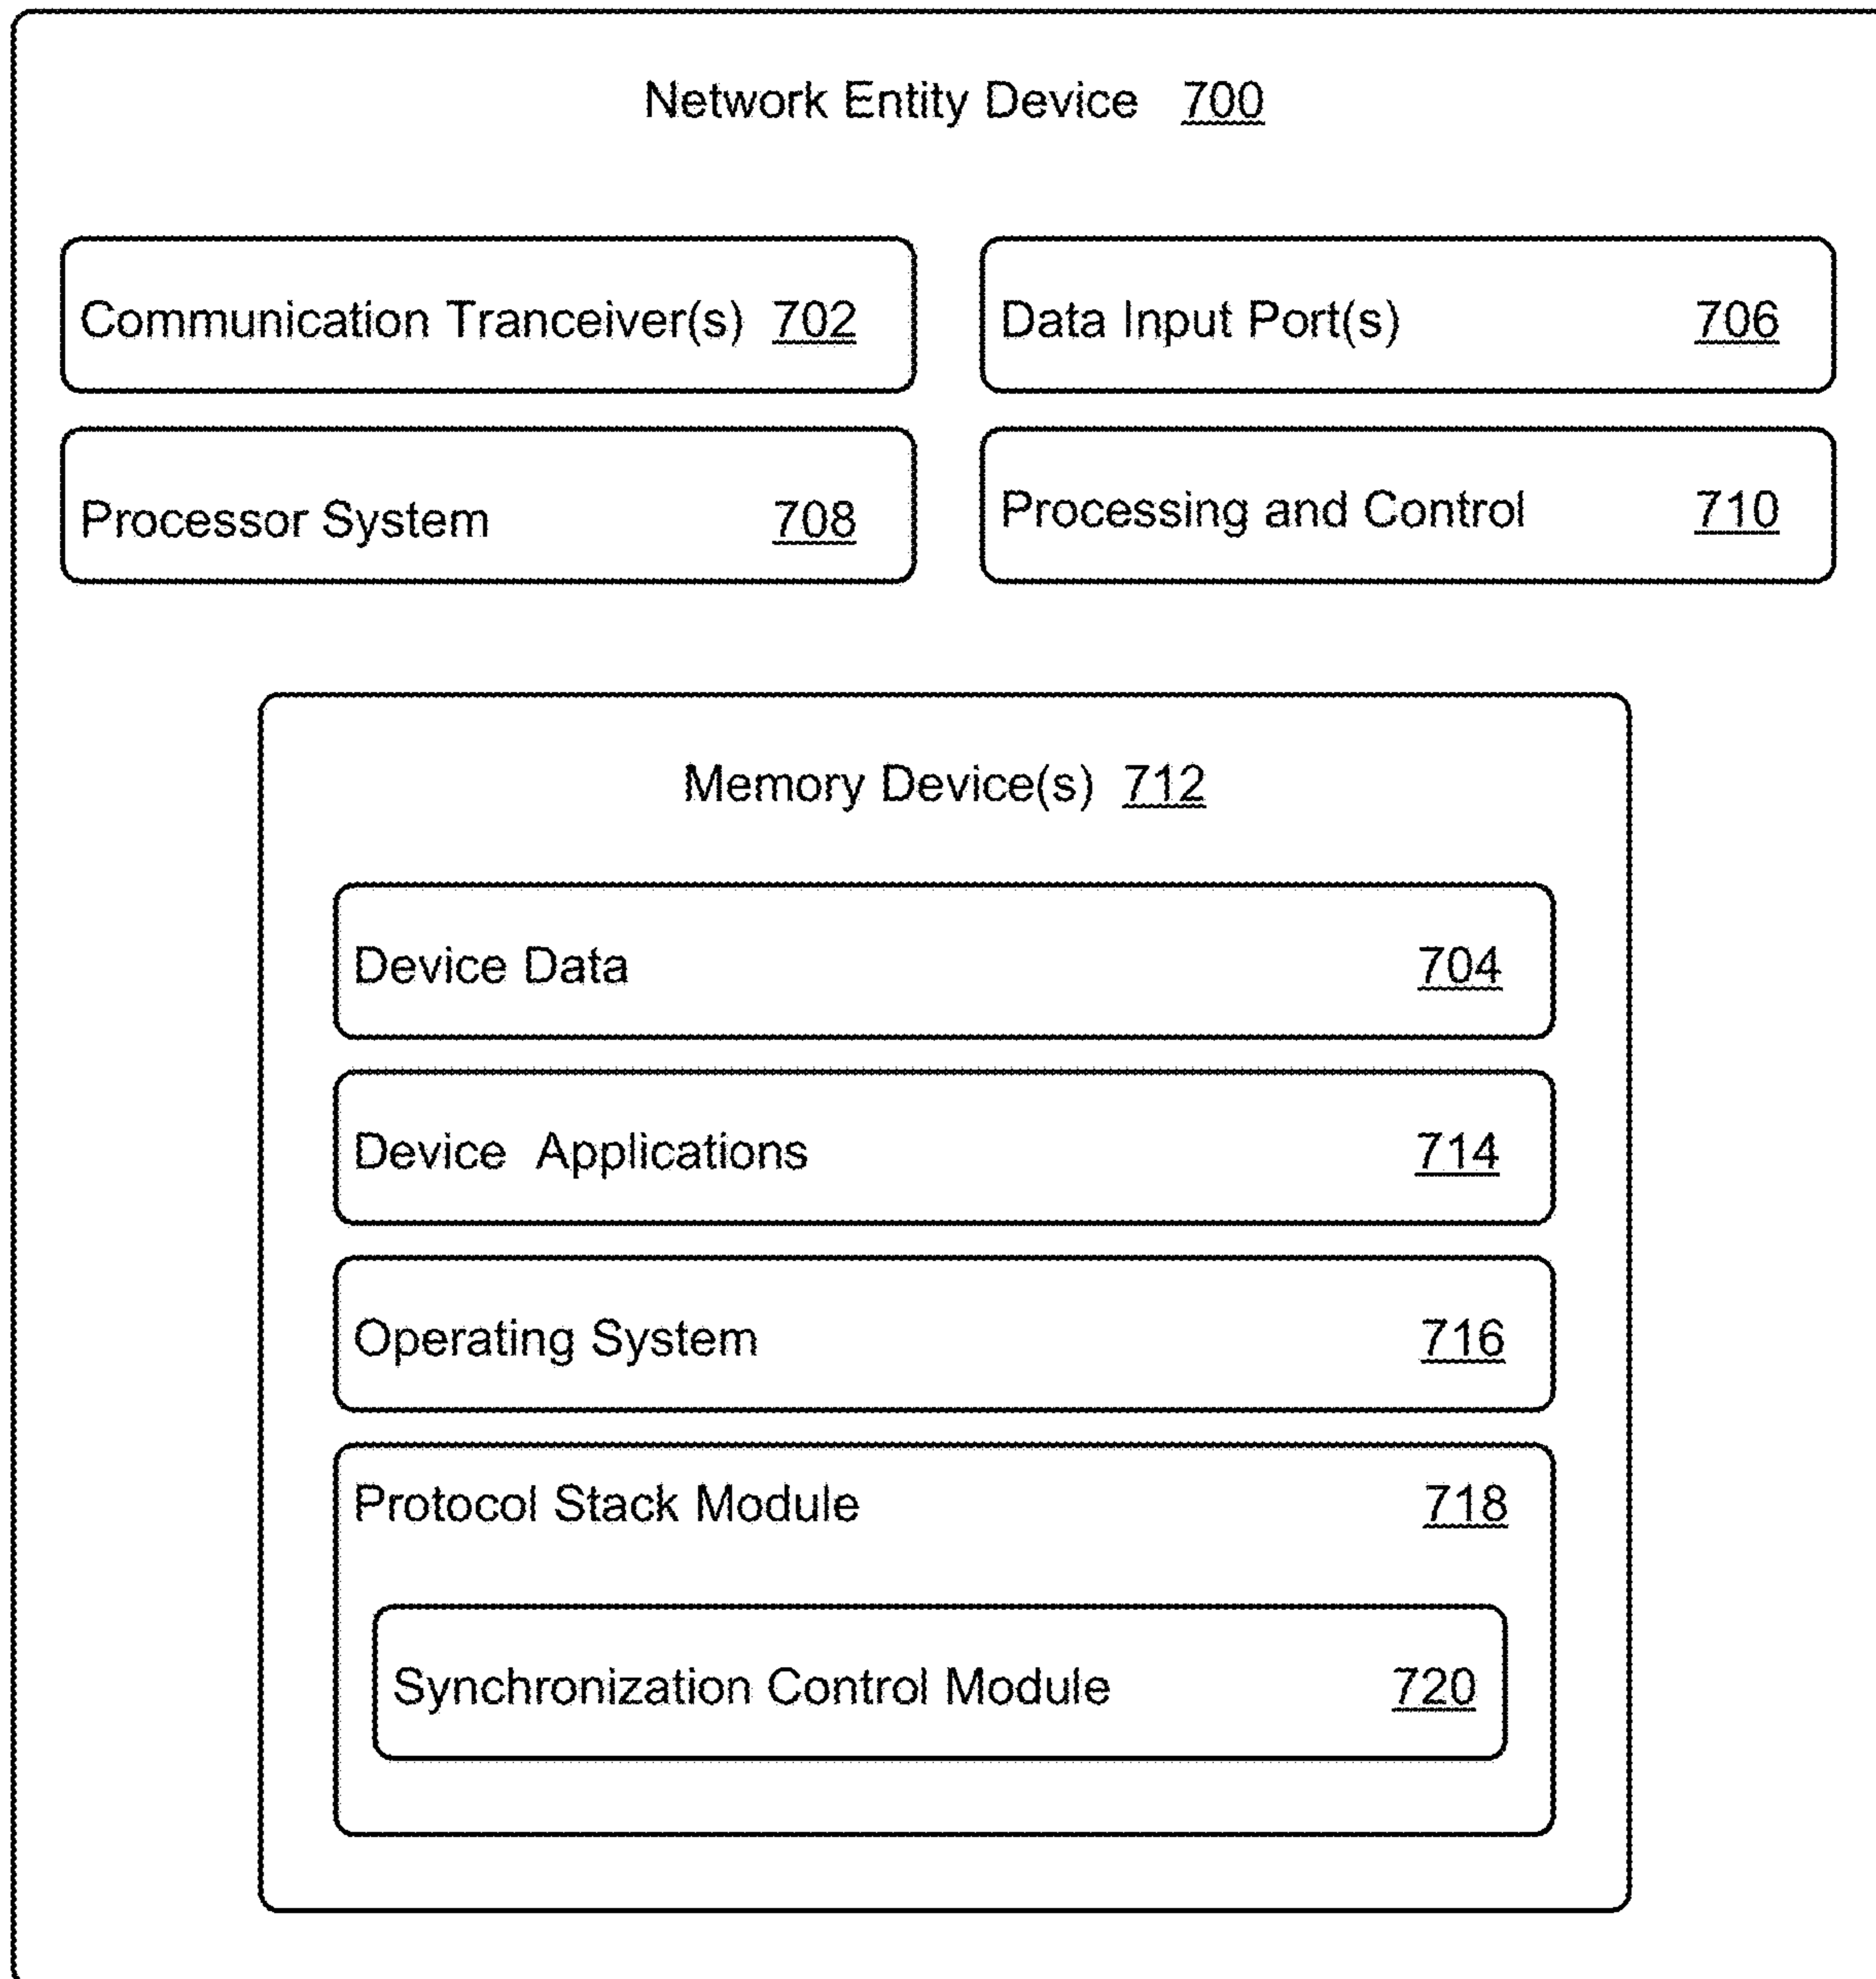 Network Entity Device 700
Communication Tranceiver(s) 702
Data Input Port(s) 706
Processor System 708
Processing and Control 710
Memory Device(s) 712
Device Data 704
Device Applications 714
Operating System 716
Protocol Stack Module 718
Synchronization Control Module 720